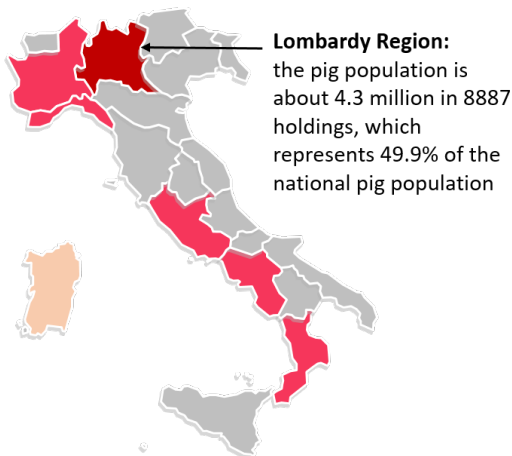 Lombardy Region:
the pig population is
about 4.3 million in 8887
holdings, which
represents 49.9% of the
national pig population